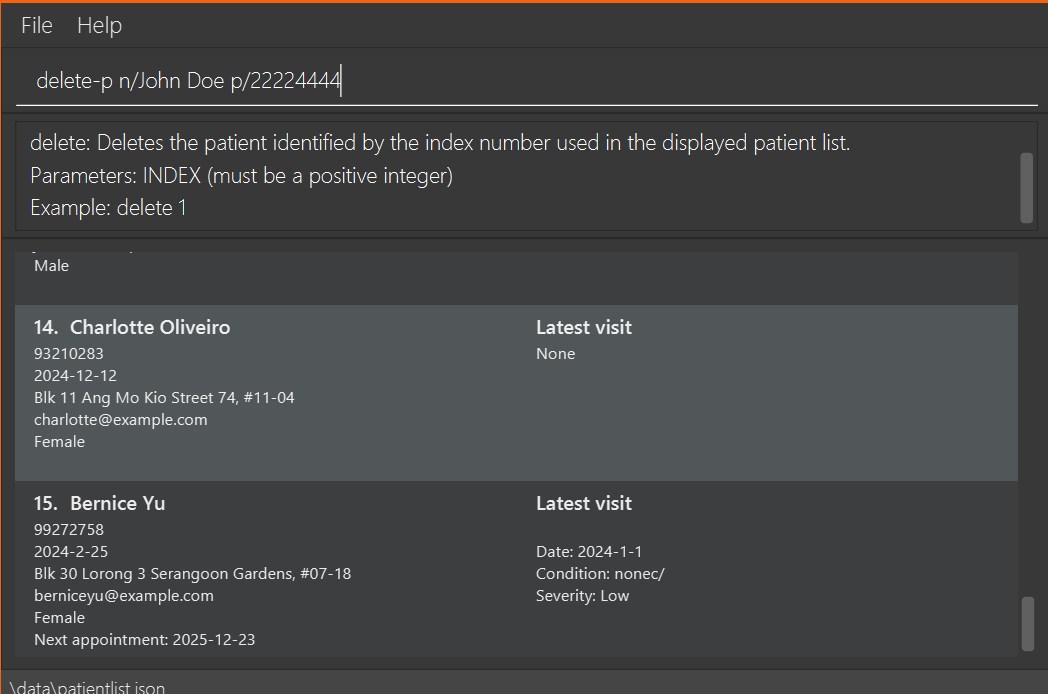 File Help
delete-p n/John Doe p/22224444
delete: Deletes the patient identified by the index number used in the displayed patient list.
Parameters: INDEX (must be a positive integer)
Example: delete 1
Male
14. Charlotte Oliveiro
93210283
2024-12-12
Blk 11 Ang Mo Kio Street 74, #11-04
charlotte@example.com
Female
Latest visit
None
15. Bernice Yu
99272758
2024-2-25
Blk 30 Lorong 3 Serangoon Gardens, #07-18
berniceyu@example.com
Female
Next appointment: 2025-12-23
Latest visit
Date: 2024-1-1
Condition: nonec/
Severity: Low
\data\patientlist.json